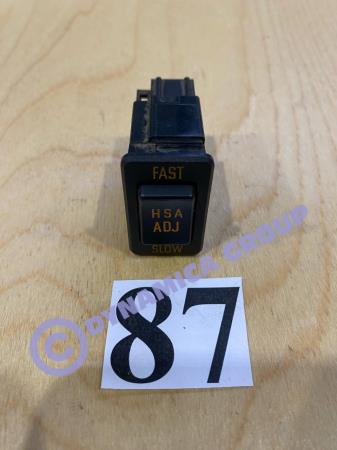 FAST
HSA
ADJ
SLOW
© DYNAMICA GROUP
87